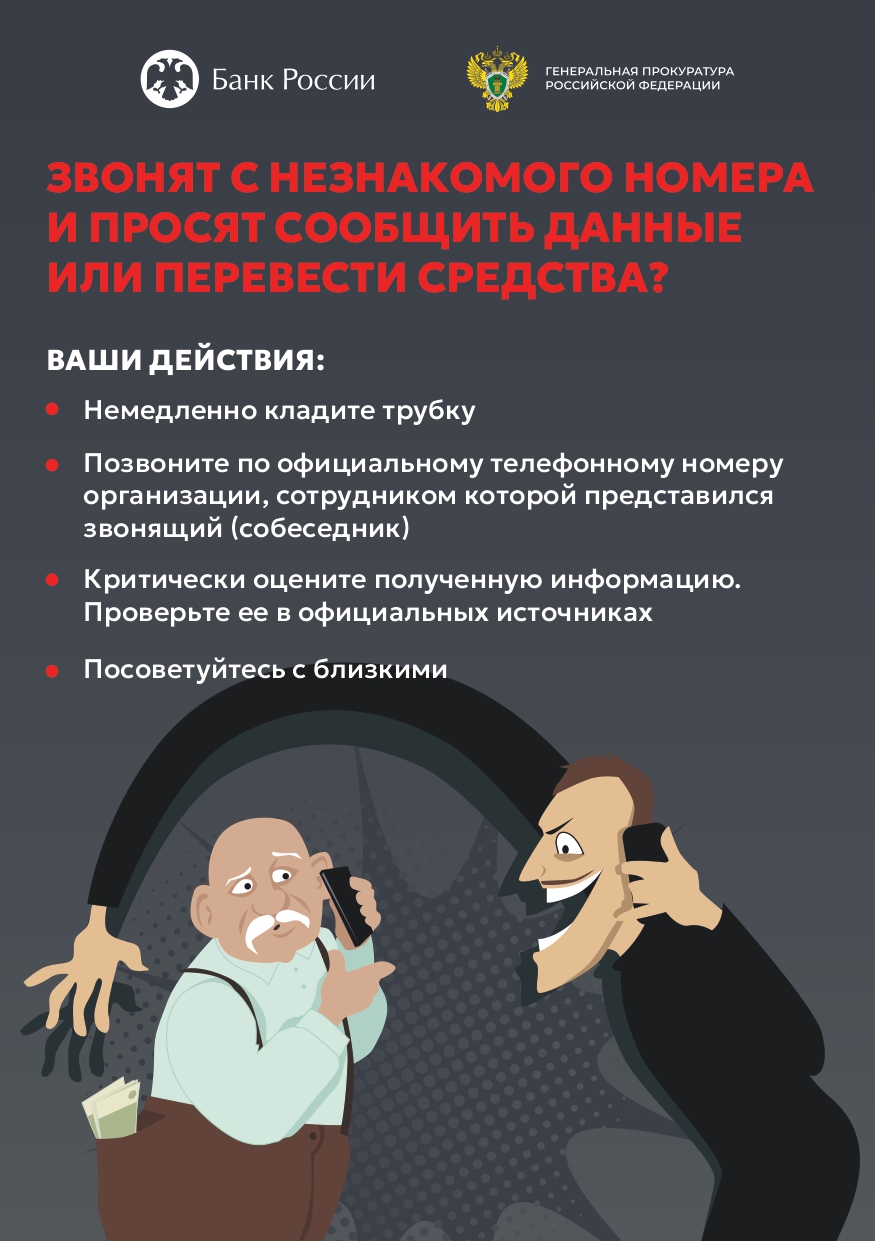 Банк России
ГЕНЕРАЛЬНАЯ ПРОКУРАТУРА
РОССИЙСКОЙ ФЕДЕРАЦИИ
ЗВОНЯТ С НЕЗНАКОМОГО НОМЕРА
И ПРОСЯТ СООБЩИТЬ ДАННЫЕ
ИЛИ ПЕРЕВЕСТИ СРЕДСТВА?
ВАШИ ДЕЙСТВИЯ:
Немедленно кладите трубку
Позвоните по официальному телефонному номеру
организации, сотрудником которой представился
звонящий (собеседник)
Критически оцените полученную информацию.
Проверьте ее в официальных источниках
Посоветуйтесь с близкими